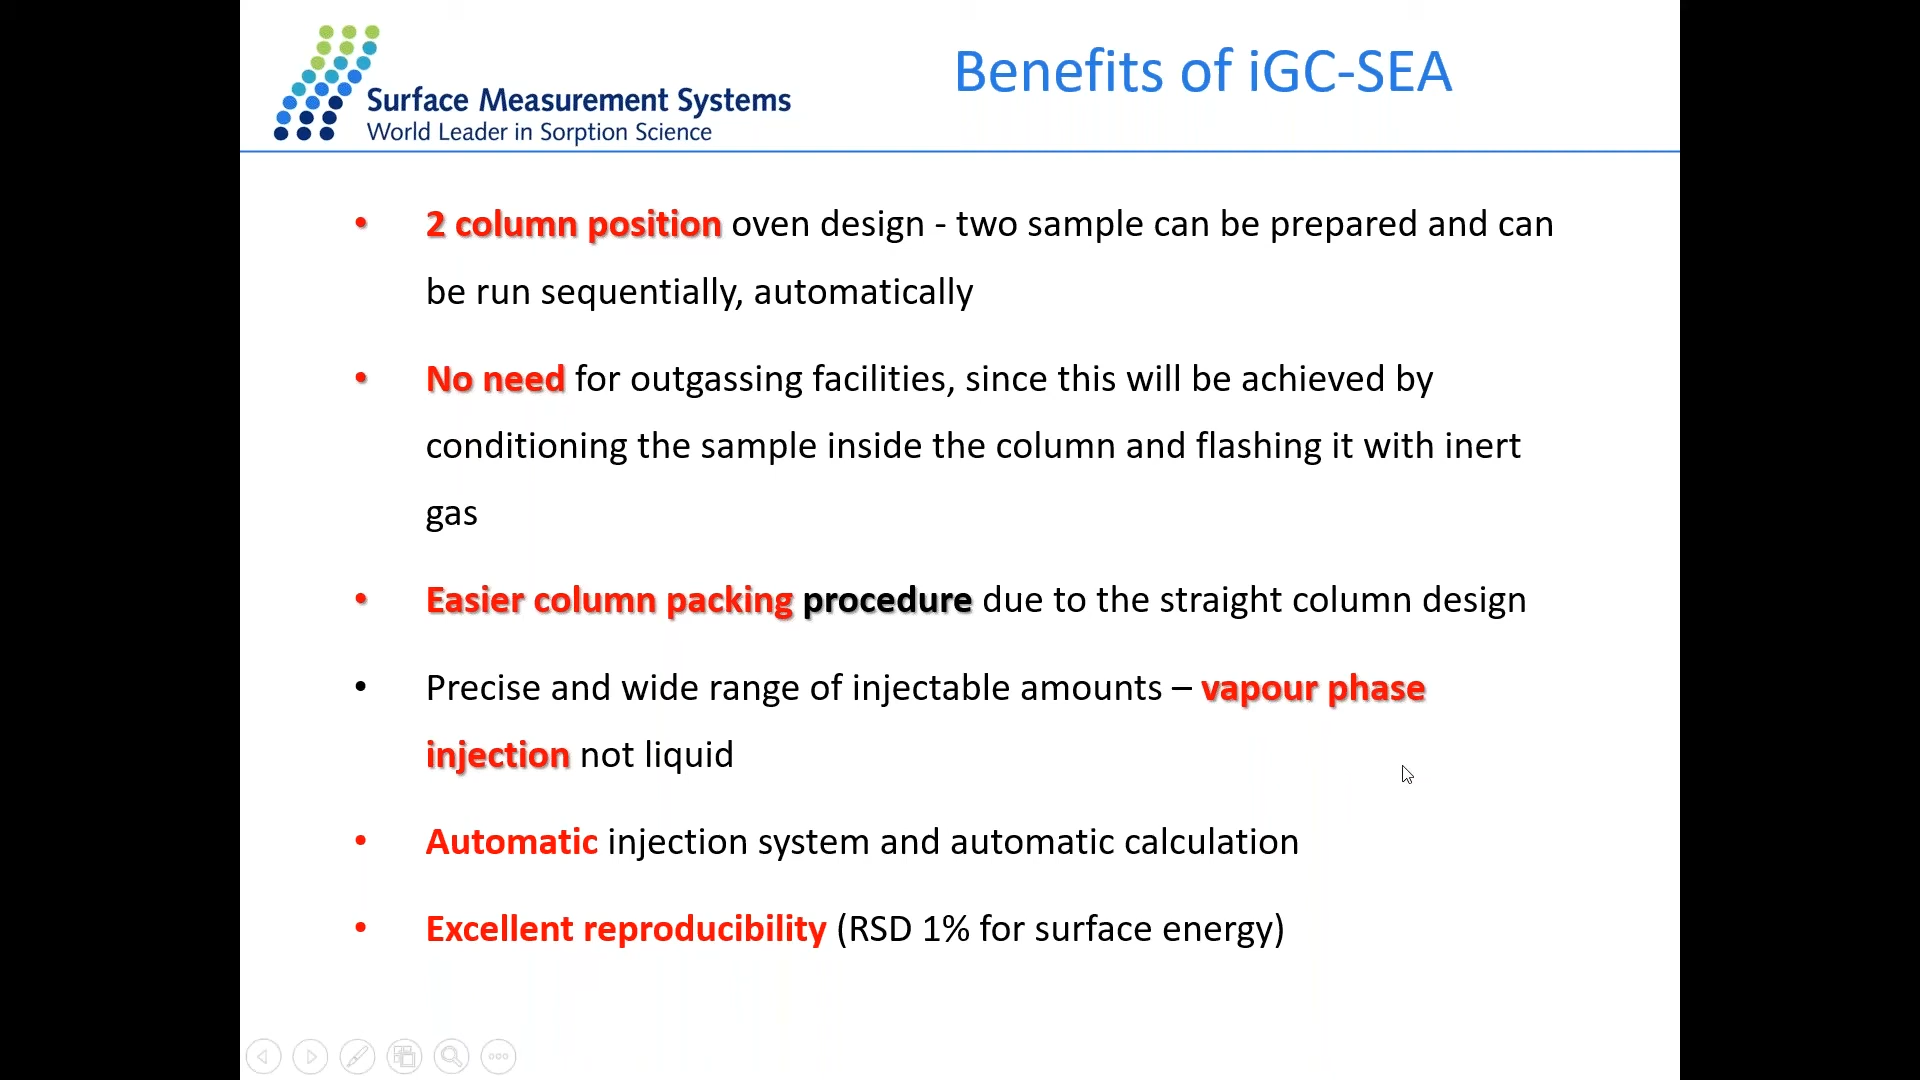 Surface Measurement Systems
World Leader in Sorption Science
Benefits of iGC-SEA
• 2 column position oven design - two sample can be prepared and can
be run sequentially, automatically
• No need for outgassing facilities, since this will be achieved by
conditioning the sample inside the column and flashing it with inert
gas
• Easier column packing procedure due to the straight column design
• Precise and wide range of injectable amounts – vapour phase
injection not liquid
• Automatic injection system and automatic calculation
• Excellent reproducibility (RSD 1% for surface energy)